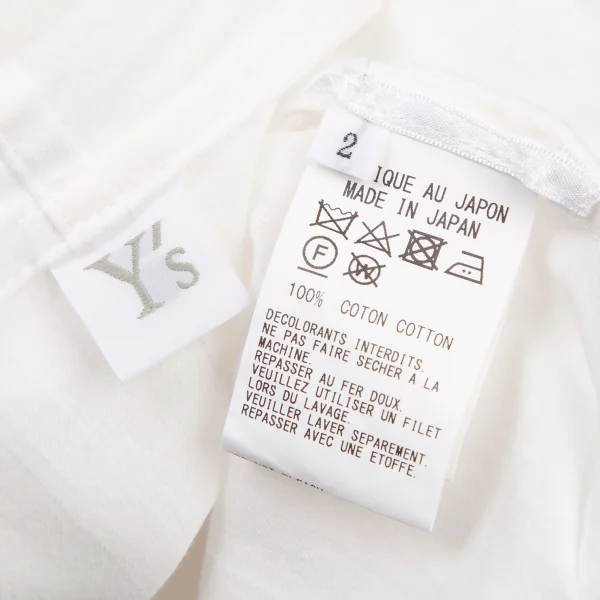 Y's
2
IQUE AU JAPON
MADE IN JAPAN
F
W
100% COTON COTTON
DECOLORANTS INTERDITS.
NE PAS FAIRE SECHER A LA
MACHINE.
REPASSER AU FER DOUX.
VEUILLEZ UTILISER UN FILET
LORS DU LAVAGE.
VEUILLER LAVER SEPAREMENT.
REPASSER AVEC UNE ETOFFE.